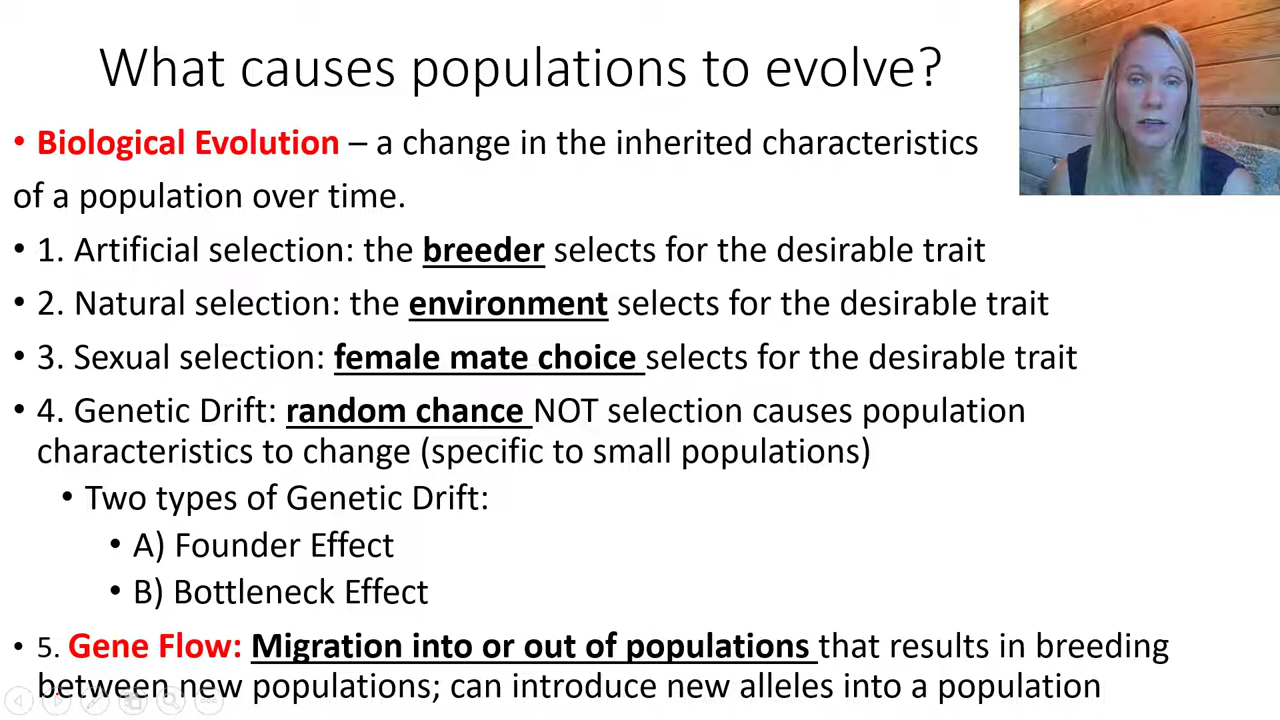 What causes populations to evolve?
• Biological Evolution – a change in the inherited characteristics
of a population over time.
• 1. Artificial selection: the breeder selects for the desirable trait
• 2. Natural selection: the environment selects for the desirable trait
• 3. Sexual selection: female mate choice selects for the desirable trait
• 4. Genetic Drift: random chance NOT selection causes population
characteristics to change (specific to small populations)
• Two types of Genetic Drift:
• A) Founder Effect
• B) Bottleneck Effect
• 5. Gene Flow: Migration into or out of populations that results in breeding
between new populations; can introduce new alleles into a population